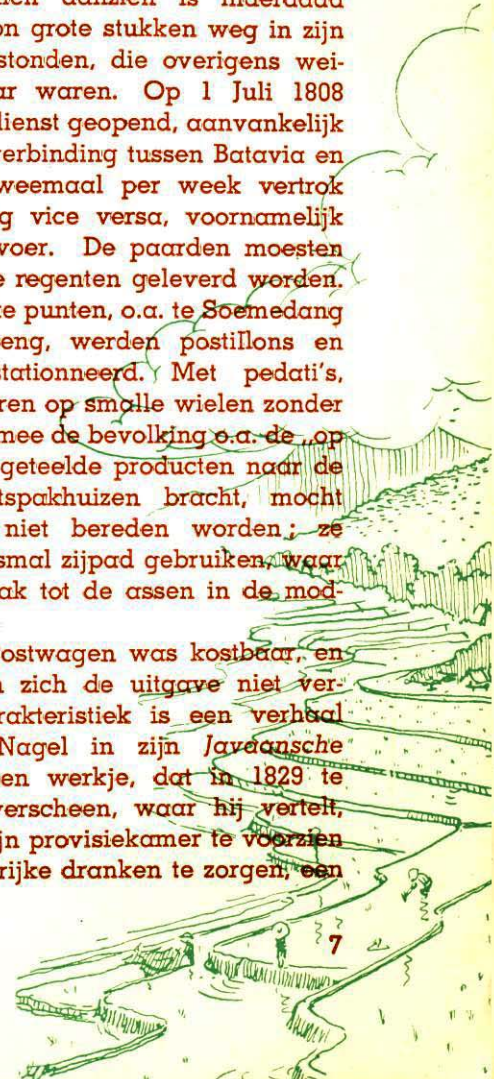 aanzien is inderdaad
on grote stukken weg in zijn
stonden, die overigens wei-
ar waren. Op 1 Juli 1808
dienst geopend, aanvankelijk
verbinding tussen Batavia en
weemaal per week vertrok
g vice versa, voornamelijk
voer. De paarden moesten
e regenten geleverd worden.
te punten, o.a. te Soemedang
eng, werden postillons en
stationneerd. Met pedati's,
ren op smalle wielen zonder
mee de bevolking o.a. de „op
geteelde producten naar de
tspakhuizen bracht, mocht
niet bereden worden; ze
smal zijpad gebruiken, waar
ak tot de assen in de mod-
ostwagen was kostbaar, en
n zich de uitgave niet ver-
arakteristiek is een verhaal
Nagel in zijn Javaansche
en werkje, dat in 1829 te
verscheen, waar hij vertelt,
ijn provisiekamer te voorzien
rijke dranken te zorgen, een
7